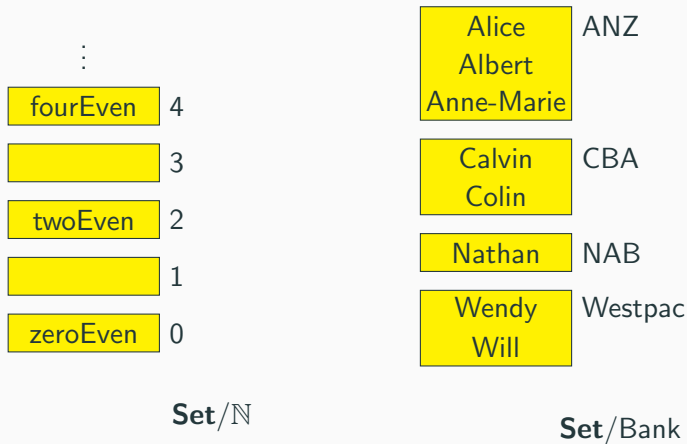 ⋮
fourEven 4
3
twoEven 2
1
zeroEven 0
Set/ℕ
Alice ANZ
Albert
Anne-Marie
Calvin CBA
Colin
Nathan NAB
Wendy Westpac
Will
Set/Bank